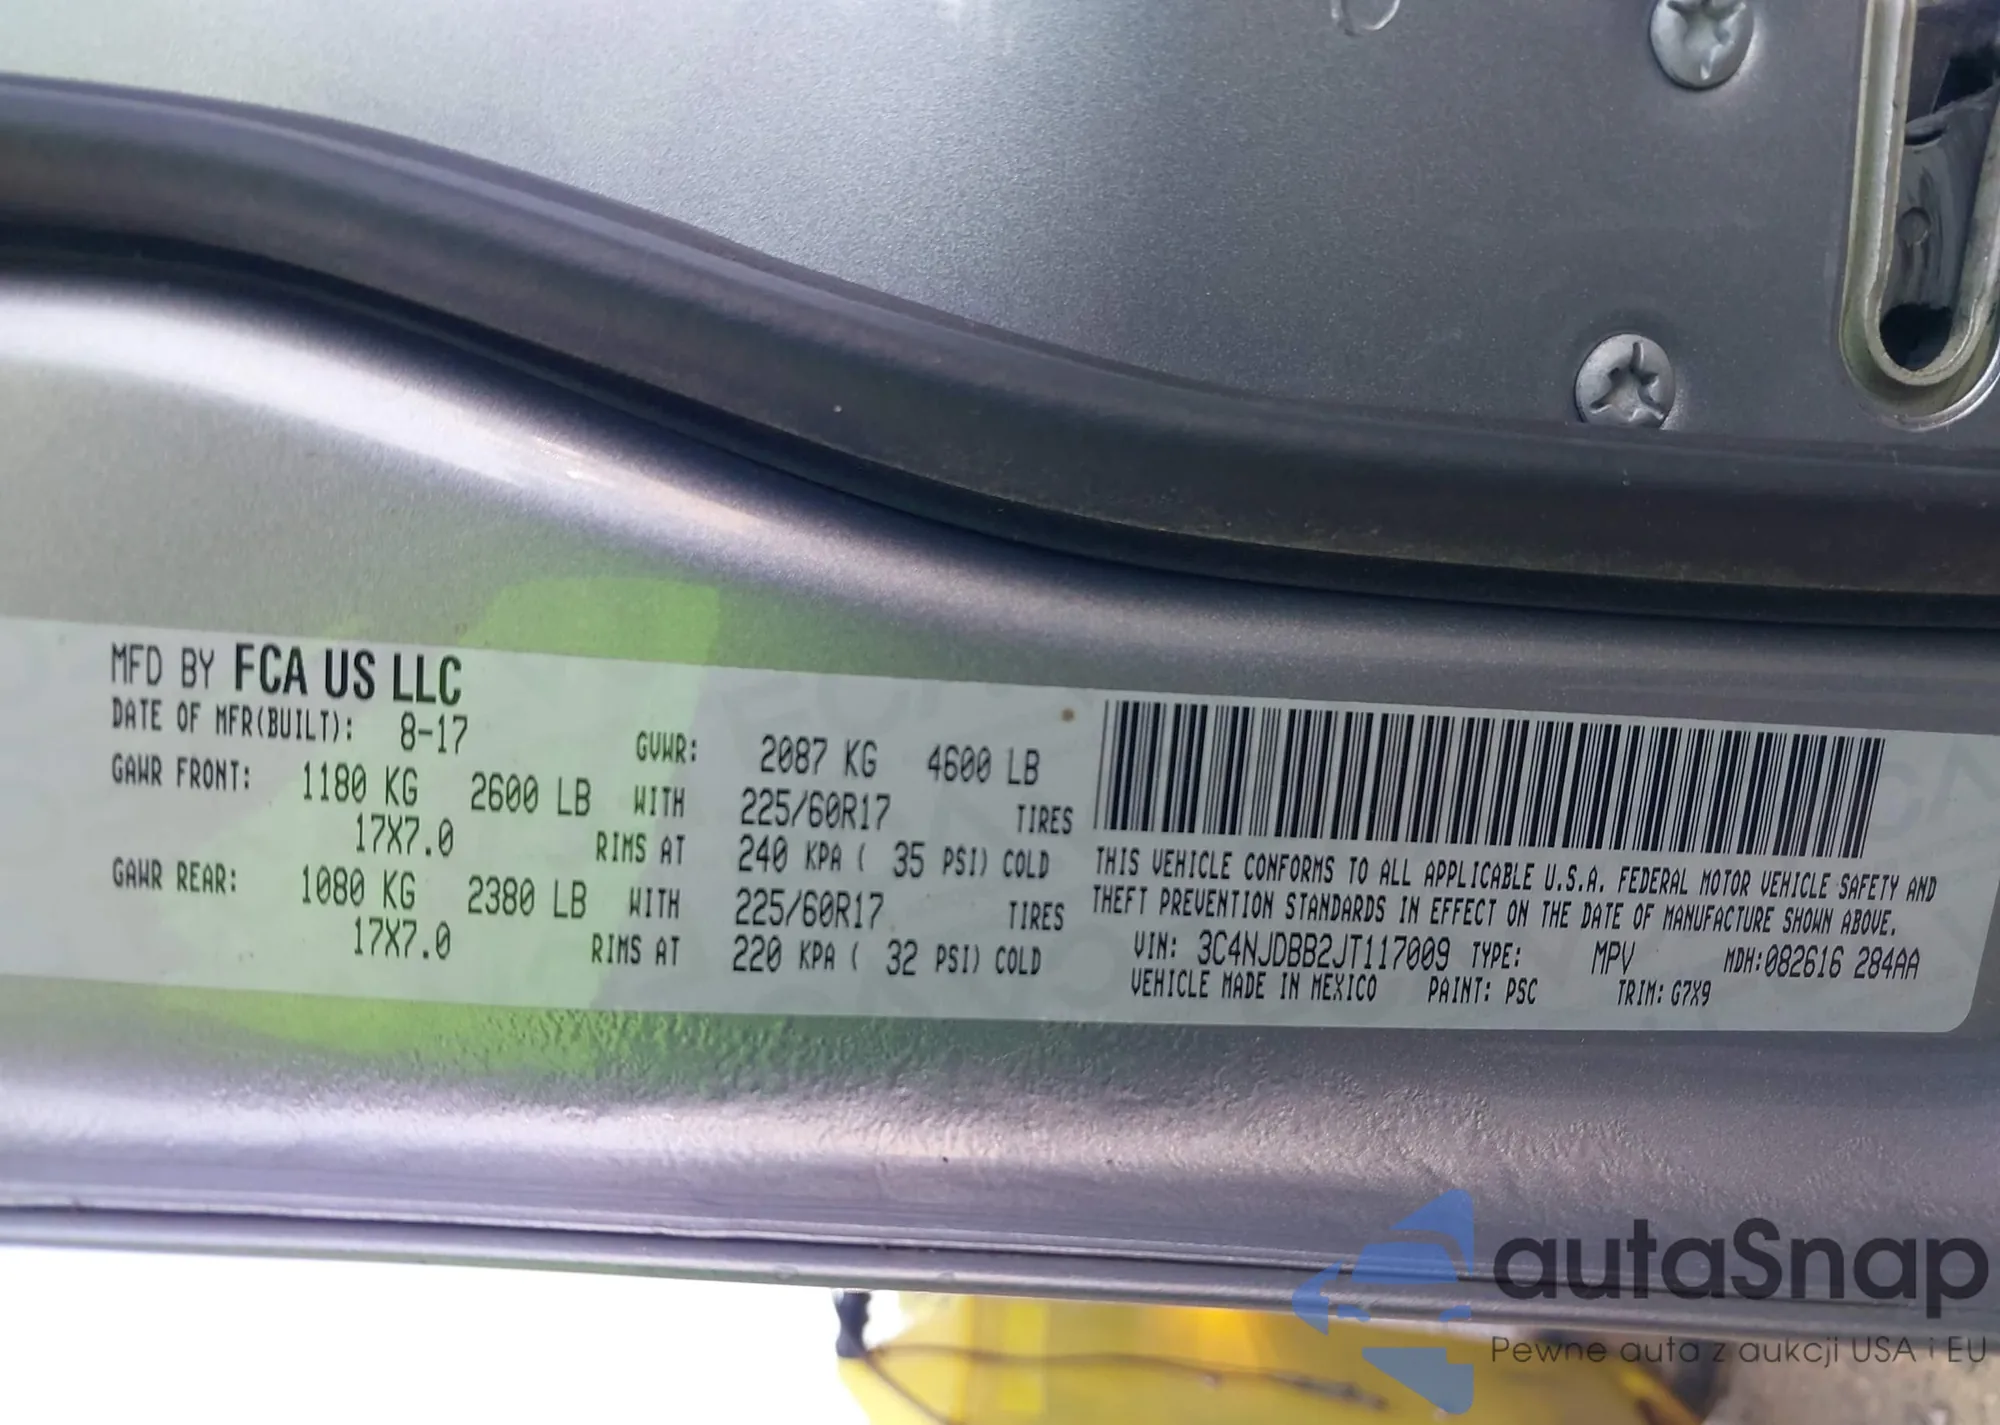 MFD BY FCA US LLC
DATE OF MFR(BUILT): 8-17
GVWR: 2087 KG 4600 LB
GAWR FRONT: 1180 KG 2600 LB WITH 225/60R17 TIRES
17X7.0 RIMS AT 240 KPA ( 35 PSI) COLD
GAWR REAR: 1080 KG 2380 LB WITH 225/60R17 TIRES
17X7.0 RIMS AT 220 KPA ( 32 PSI) COLD
THIS VEHICLE CONFORMS TO ALL APPLICABLE U.S.A. FEDERAL MOTOR VEHICLE SAFETY AND
THEFT PREVENTION STANDARDS IN EFFECT ON THE DATE OF MANUFACTURE SHOWN ABOVE.
VIN: 3C4NJDBB2JT117009 TYPE: MPV MDH:082616 284AA
VEHICLE MADE IN MEXICO PAINT: PSC TRIM: G7X9
autaSnap
Pewne auta z aukcji USA i EU